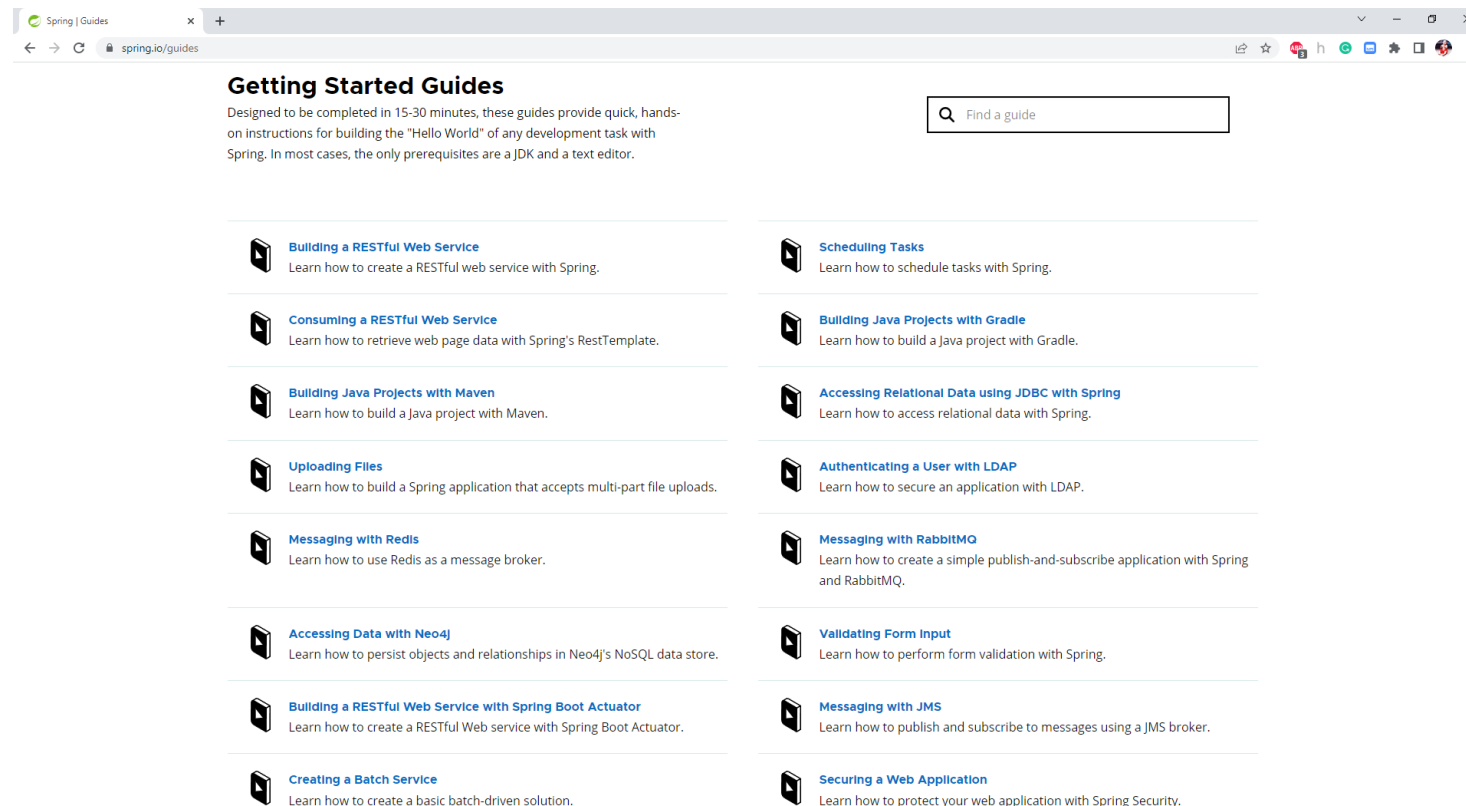 Spring | Guides
spring.io/guides
3
h
Getting Started Guides
Designed to be completed in 15-30 minutes, these guides provide quick, hands-
on instructions for building the "Hello World" of any development task with
Spring. In most cases, the only prerequisites are a JDK and a text editor.
Find a guide
Building a RESTful Web Service
Learn how to create a RESTful web service with Spring.
Scheduling Tasks
Learn how to schedule tasks with Spring.
Consuming a RESTful Web Service
Learn how to retrieve web page data with Spring's RestTemplate.
Building Java Projects with Gradle
Learn how to build a Java project with Gradle.
Building Java Projects with Maven
Learn how to build a Java project with Maven.
Accessing Relational Data using JDBC with Spring
Learn how to access relational data with Spring.
Uploading Files
Learn how to build a Spring application that accepts multi-part file uploads.
Authenticating a User with LDAP
Learn how to secure an application with LDAP.
Messaging with Redis
Learn how to use Redis as a message broker.
Messaging with RabbitMQ
Learn how to create a simple publish-and-subscribe application with Spring
and RabbitMQ.
Accessing Data with Neo4j
Learn how to persist objects and relationships in Neo4j's NoSQL data store.
Validating Form Input
Learn how to perform form validation with Spring.
Building a RESTful Web Service with Spring Boot Actuator
Learn how to create a RESTful Web service with Spring Boot Actuator.
Messaging with JMS
Learn how to publish and subscribe to messages using a JMS broker.
Creating a Batch Service
Learn how to create a basic batch-driven solution.
Securing a Web Application
Learn how to protect your web application with Spring Security.